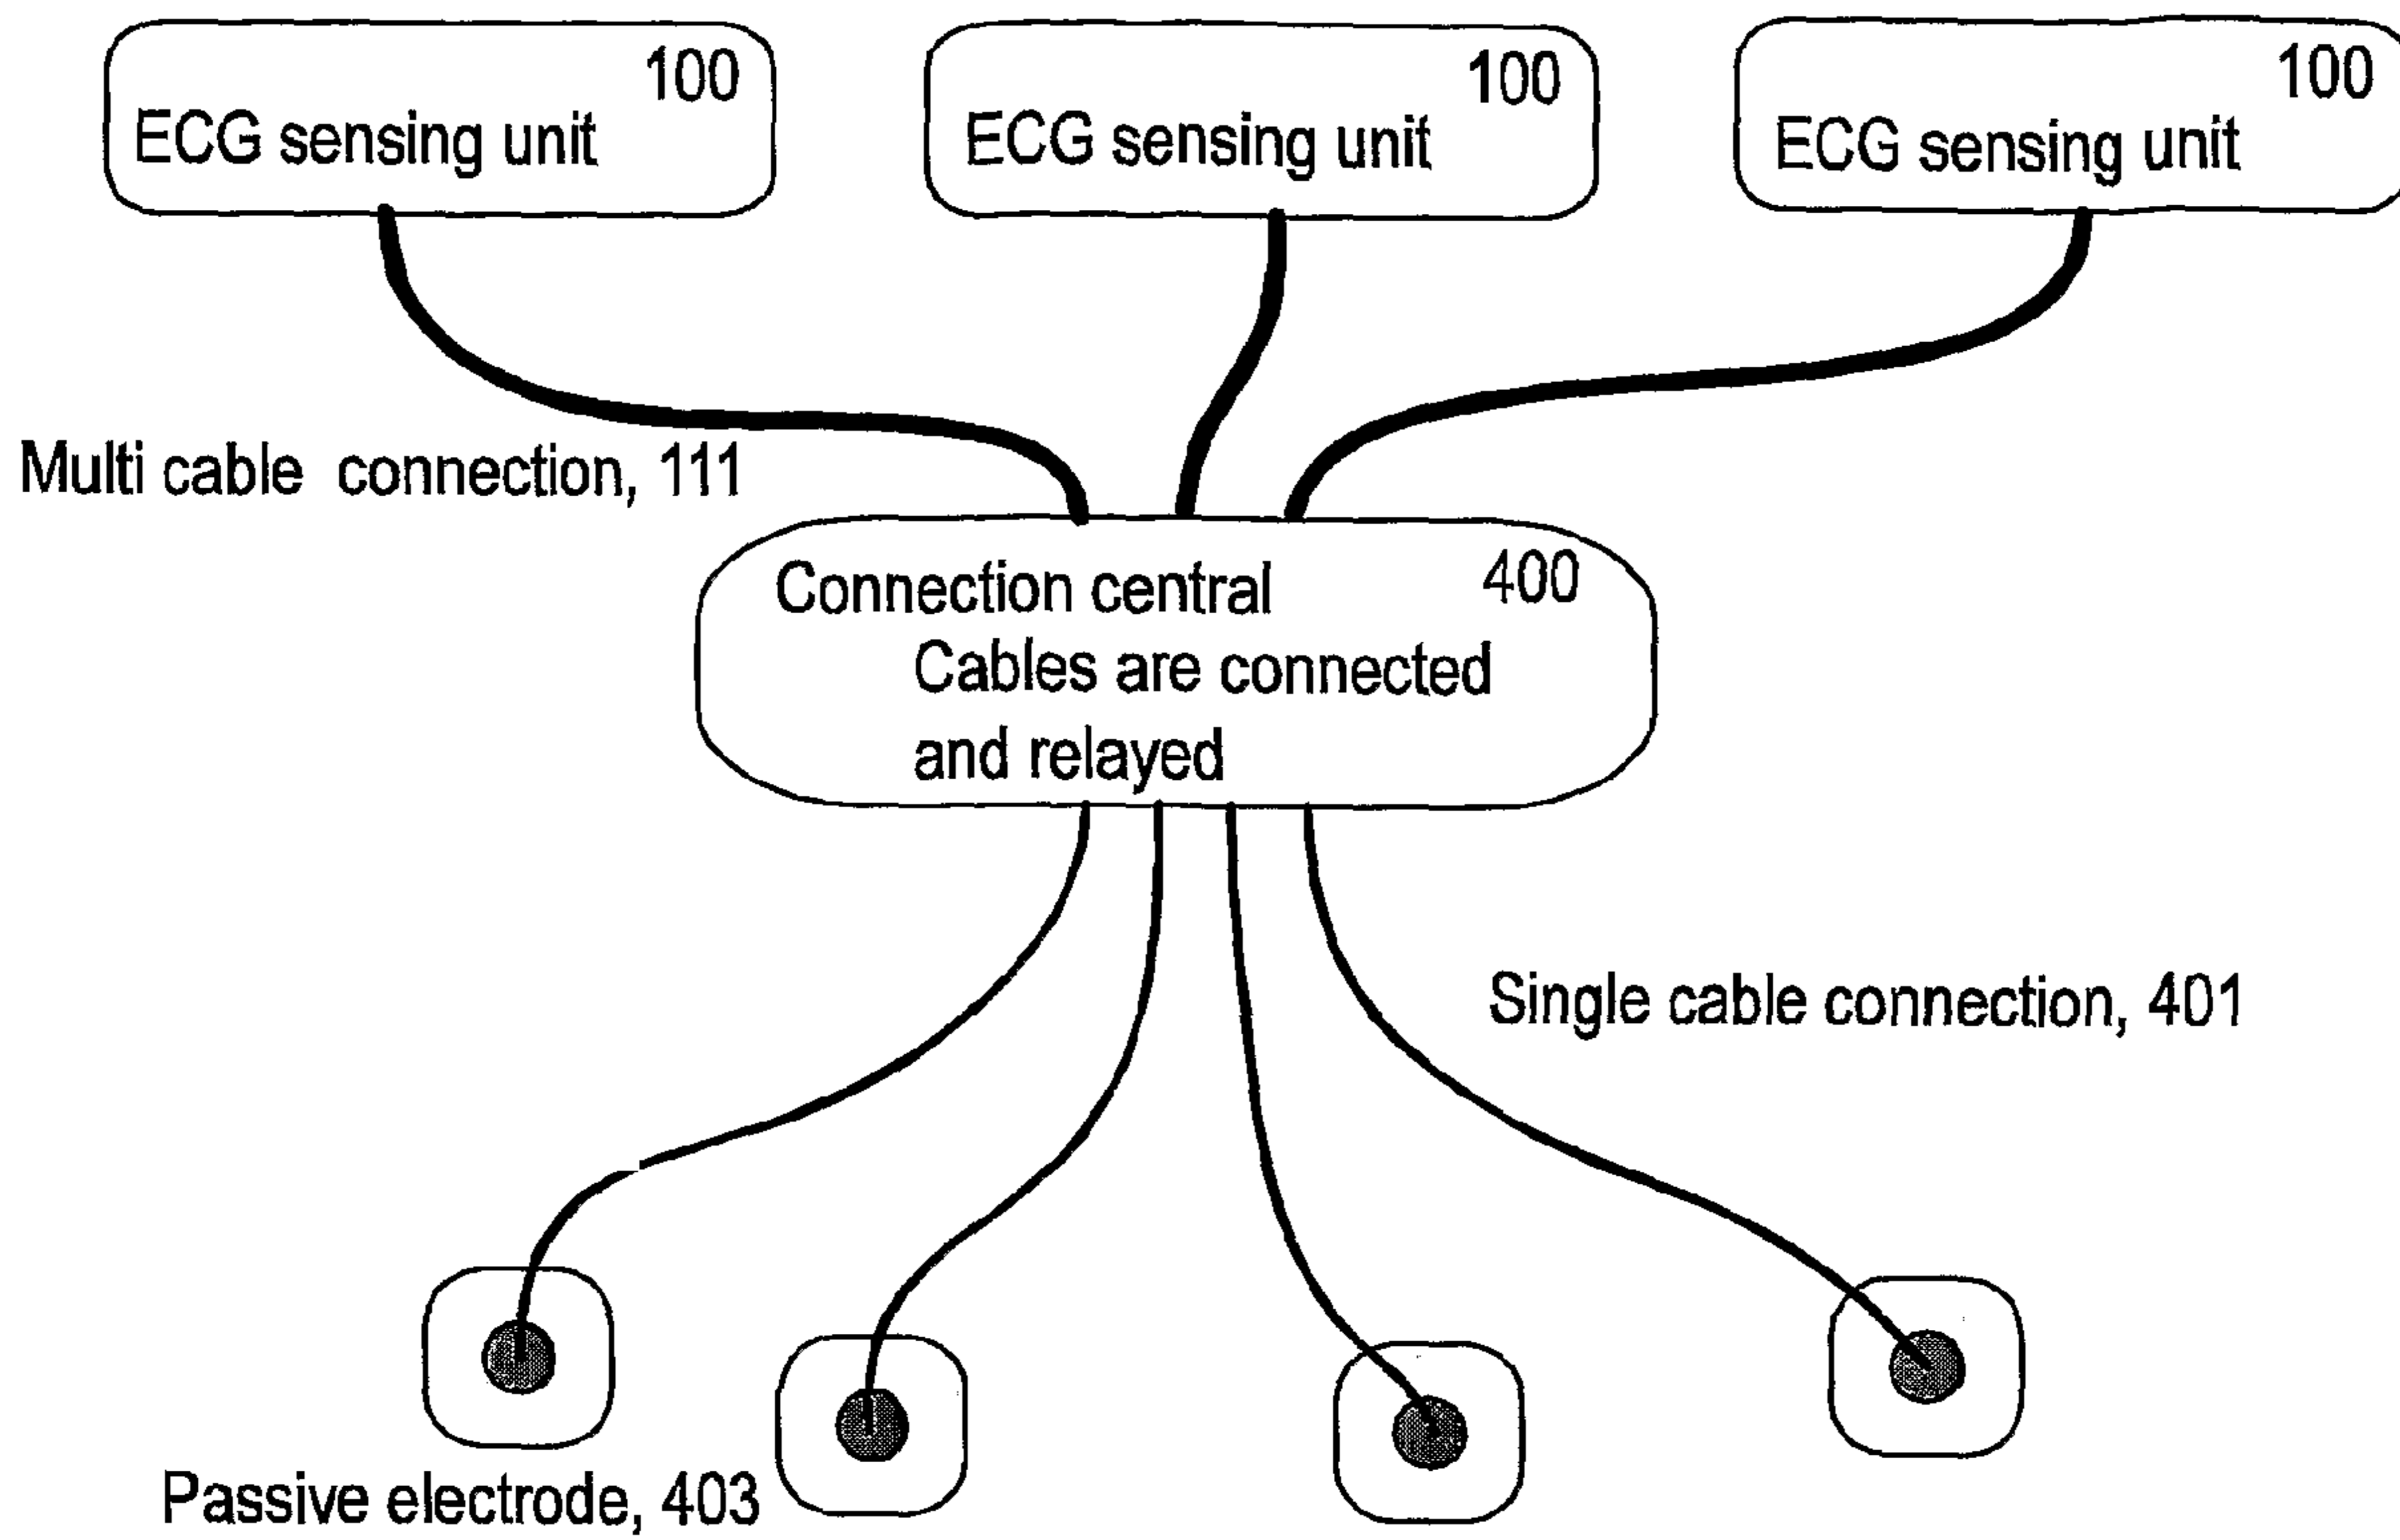 100
ECG sensing unit
100
ECG sensing unit
100
ECG sensing unit
Multi cable connection, 111
Connection central 400
Cables are connected
and relayed
Single cable connection, 401
Passive electrode, 403